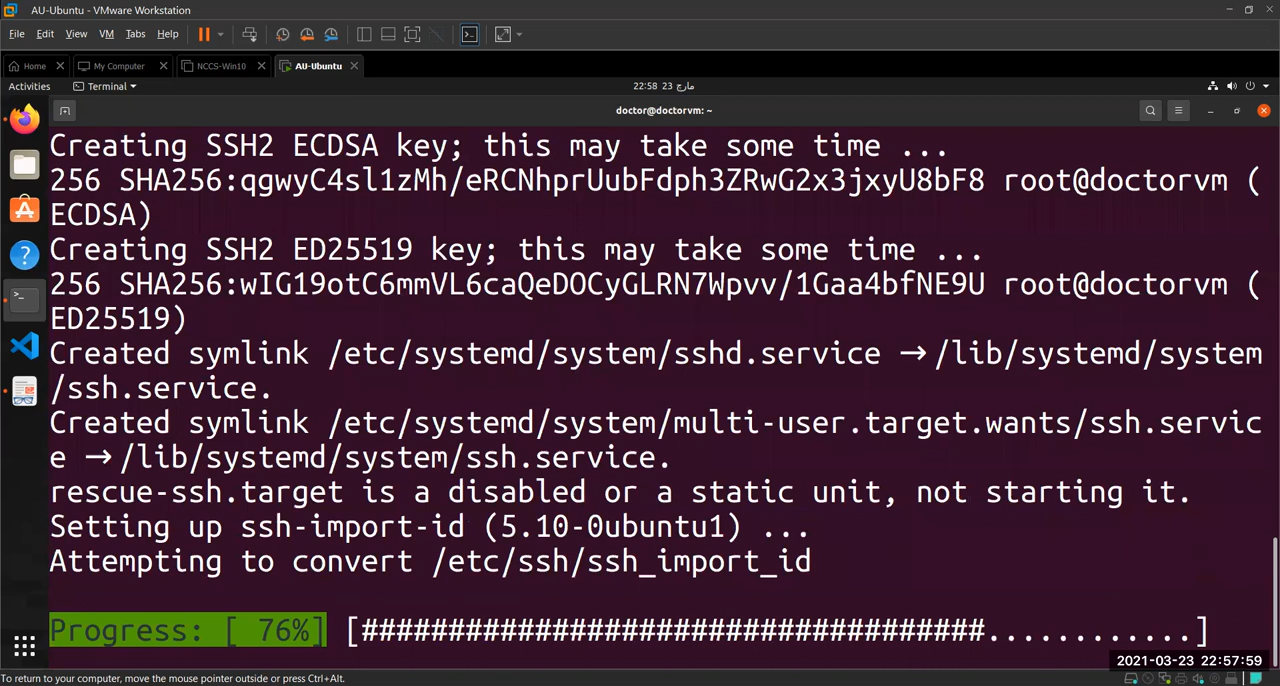 AU-Ubuntu - VMware Workstation
File Edit View VM Tabs Help
Home My Computer NCCS-Win10 AU-Ubuntu
Activities Terminal 22:58 23 مارچ
doctor@doctorvm: ~
Creating SSH2 ECDSA key; this may take some time ...
256 SHA256:qgwyC4sl1zMh/eRCNhprUubFdph3ZRwG2x3jxyU8bF8 root@doctorvm (
ECDSA)
Creating SSH2 ED25519 key; this may take some time ...
256 SHA256:wIG19otC6mmVL6caQeDOCyGLRN7Wpvv/1Gaa4bfNE9U root@doctorvm (
ED25519)
Created symlink /etc/systemd/system/sshd.service → /lib/systemd/system
/ssh.service.
Created symlink /etc/systemd/system/multi-user.target.wants/ssh.servic
e → /lib/systemd/system/ssh.service.
rescue-ssh.target is a disabled or a static unit, not starting it.
Setting up ssh-import-id (5.10-0ubuntu1) ...
Attempting to convert /etc/ssh/ssh_import_id
Progress: [ 76%] [####################################............]
2021-03-23 22:57:59
To return to your computer, move the mouse pointer outside or press Ctrl+Alt.